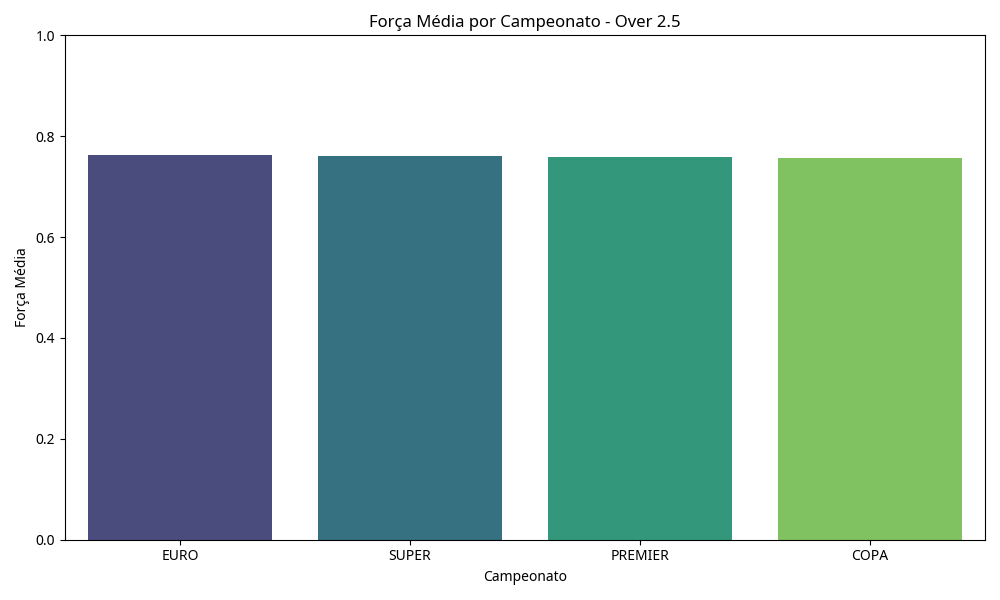 Força Média por Campeonato - Over 2.5
Força Média
1.0
0.8
0.6
0.4
0.2
0.0
EURO SUPER PREMIER COPA
Campeonato